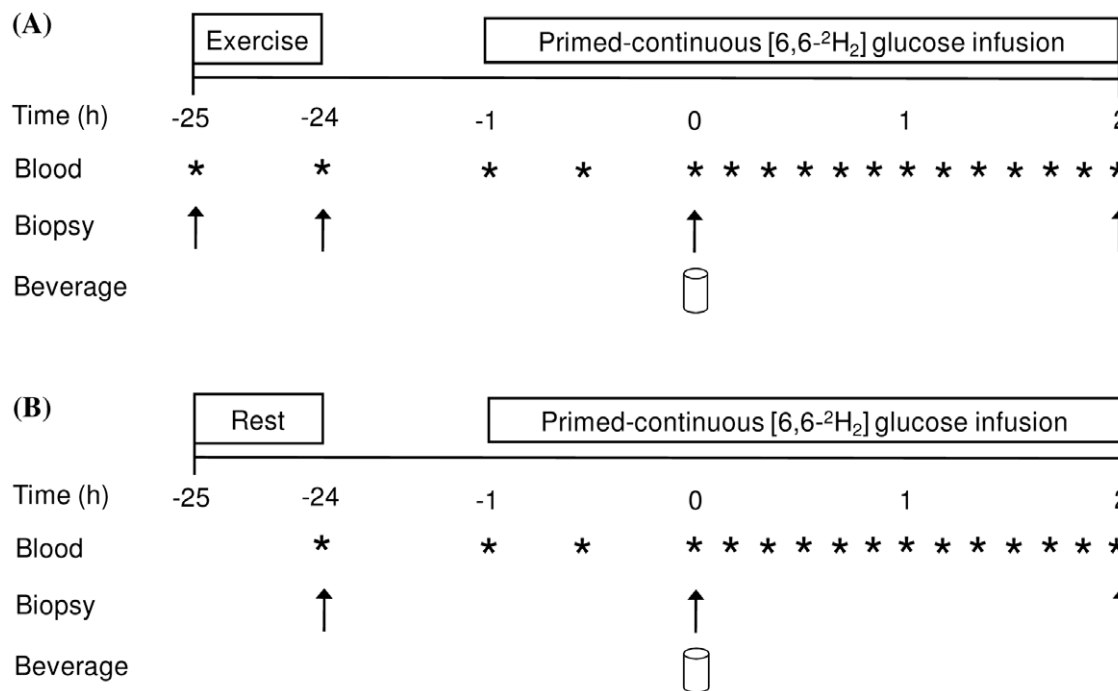 (A)
Exercise
Primed-continuous [6,6-²H₂] glucose infusion
Time (h) -25 -24 -1 0 1
Blood * * * * * * * * * * * * * * * *
Biopsy
Beverage
(B)
Rest
Primed-continuous [6,6-²H₂] glucose infusion
Time (h) -25 -24 -1 0 1
Blood * * * * * * * * * * * * * * *
Biopsy
Beverage